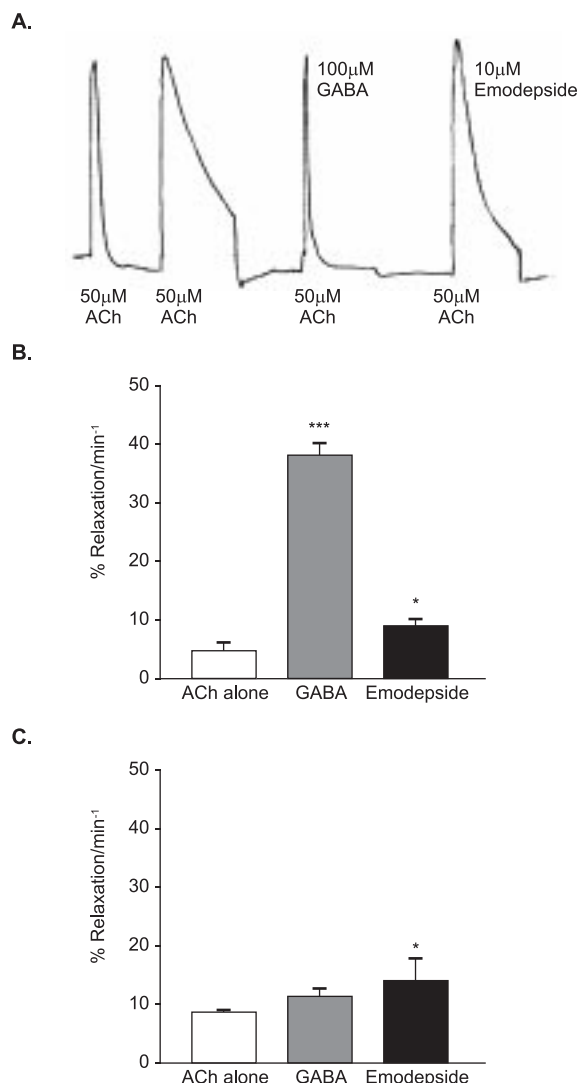 A.
100μM
GABA
10μM
Emodepside
50μM
ACh
50μM
ACh
50μM
ACh
50μM
ACh
B.
% Relaxation/min⁻¹
50
40
30
20
10
0
***
*
ACh alone
GABA
Emodepside
C.
% Relaxation/min⁻¹
50
40
30
20
10
0
*
ACh alone
GABA
Emodepside